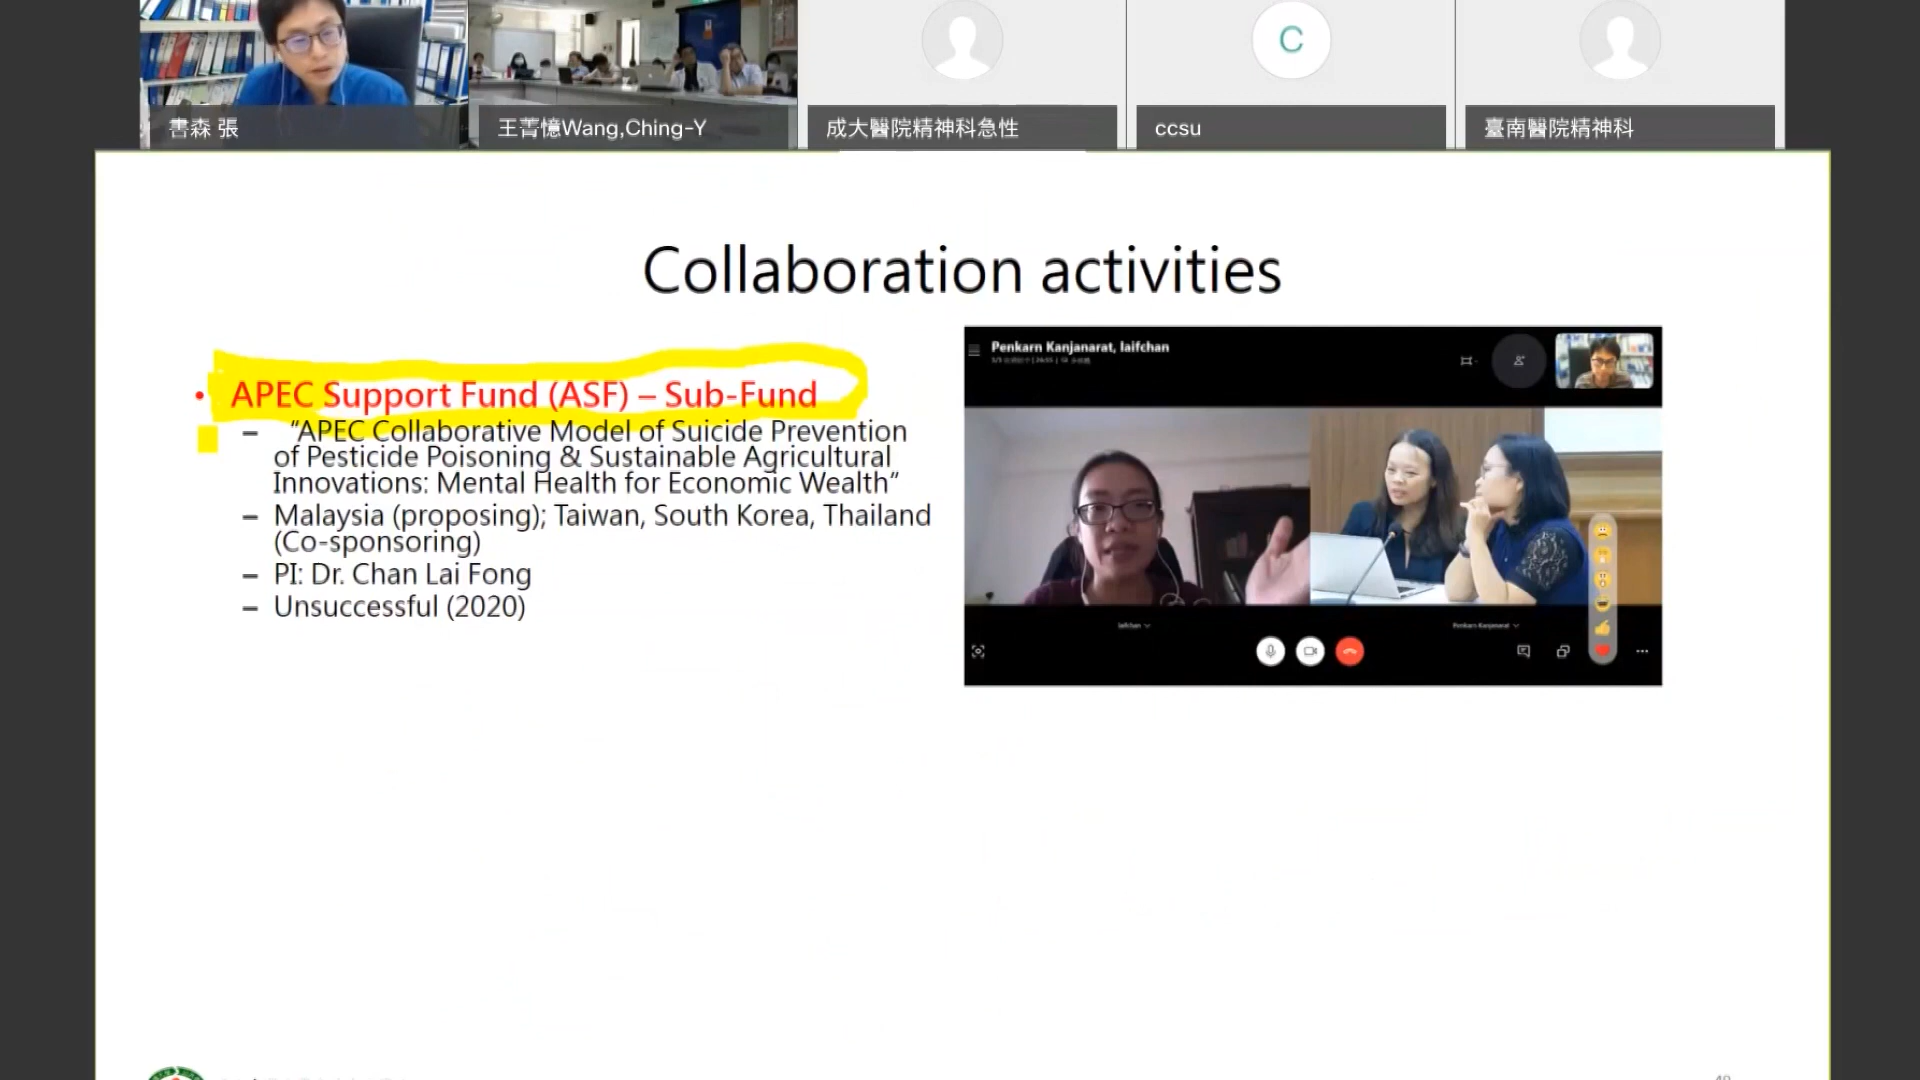 書森 張
王菁憶Wang,Ching-Y
成大醫院精神科急性
C
ccsu
臺南醫院精神科
Collaboration activities
• APEC Support Fund (ASF) – Sub-Fund
– “APEC Collaborative Model of Suicide Prevention
of Pesticide Poisoning & Sustainable Agricultural
Innovations: Mental Health for Economic Wealth”
– Malaysia (proposing); Taiwan, South Korea, Thailand
(Co-sponsoring)
– PI: Dr. Chan Lai Fong
– Unsuccessful (2020)
Penkarn Kanjanarat, laifchan
laifchan
Penkarn Kanjanarat